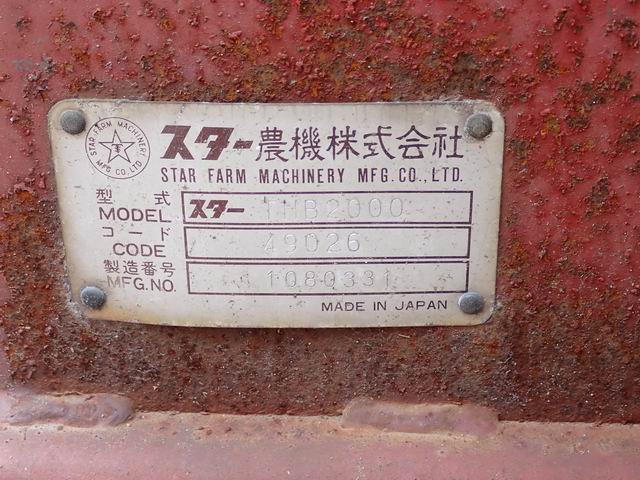 STAR FARM MACHINERY
MFG.CO.,LTD.
スター農機株式会社
STAR FARM MACHINERY MFG.CO.,LTD.
型式
MODEL スター THB2000
コード
CODE 49026
製造番号
MFG.NO. 1080331
MADE IN JAPAN